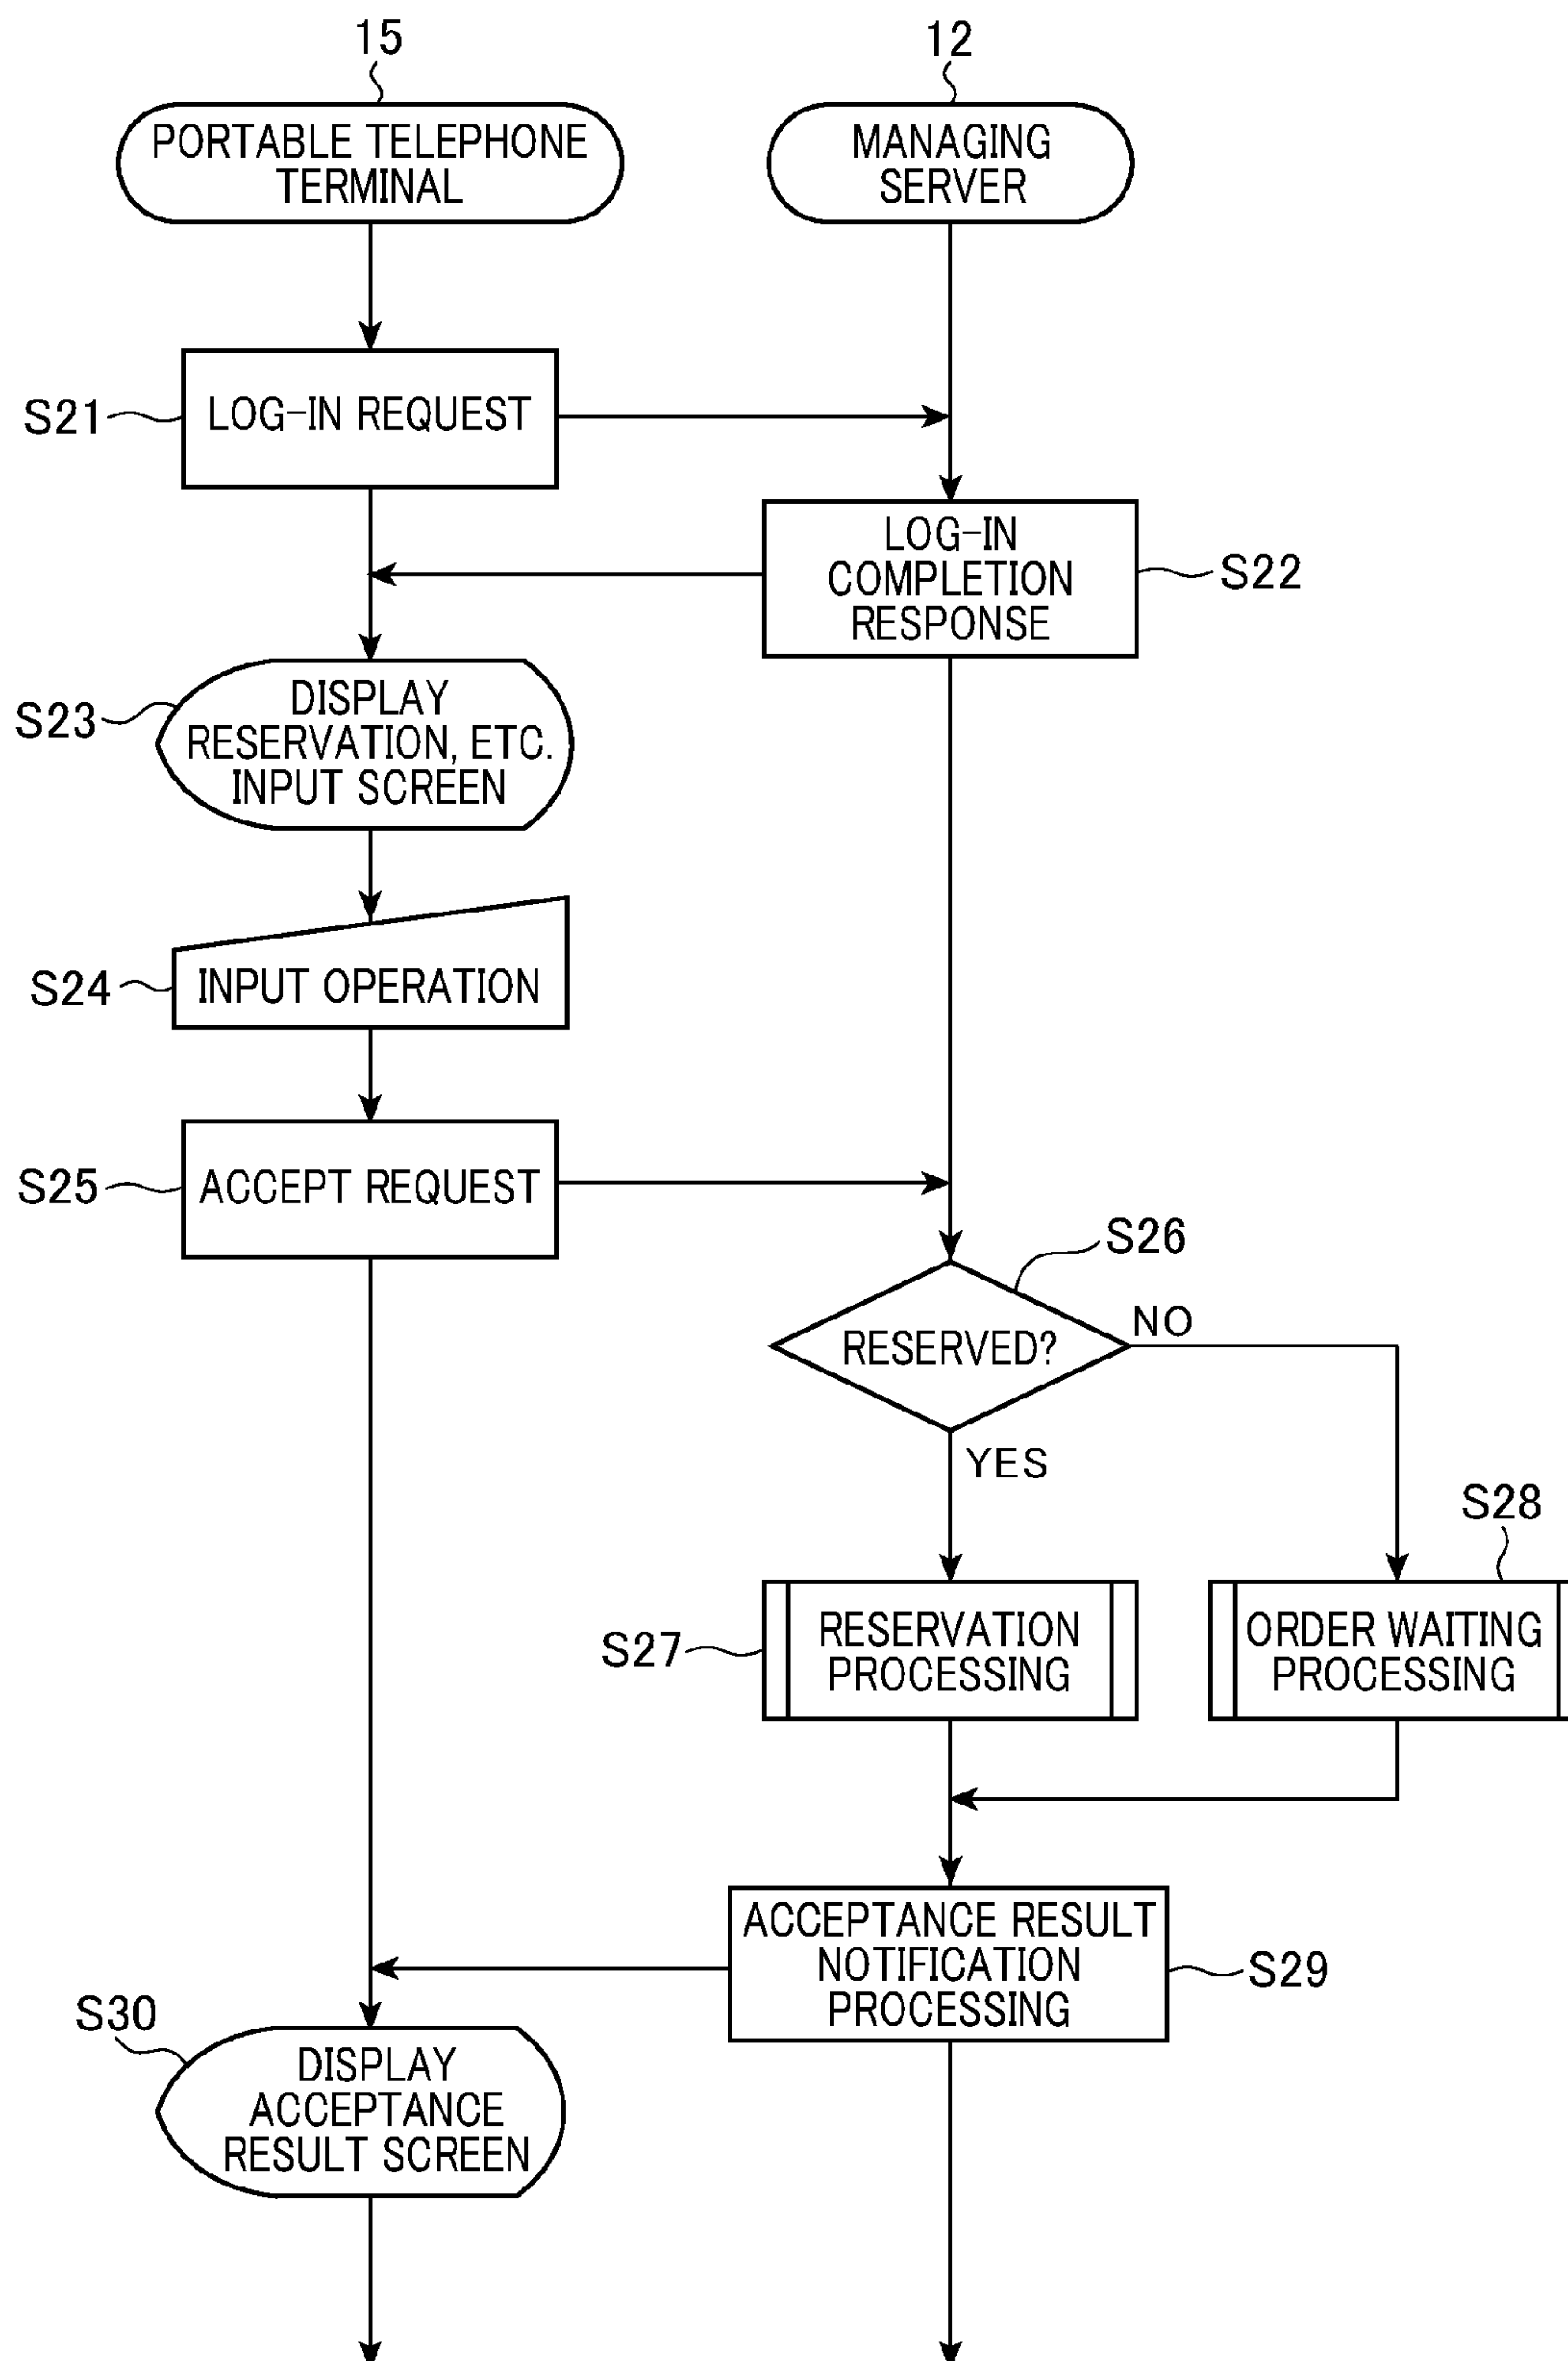 15
12
PORTABLE TELEPHONE
TERMINAL
MANAGING
SERVER
S21
LOG-IN REQUEST
LOG-IN
COMPLETION
RESPONSE
S22
S23
DISPLAY
RESERVATION, ETC.
INPUT SCREEN
S24
INPUT OPERATION
S25
ACCEPT REQUEST
S26
RESERVED?
NO
YES
S28
S27
RESERVATION
PROCESSING
ORDER WAITING
PROCESSING
ACCEPTANCE RESULT
NOTIFICATION
PROCESSING
S29
S30
DISPLAY
ACCEPTANCE
RESULT SCREEN